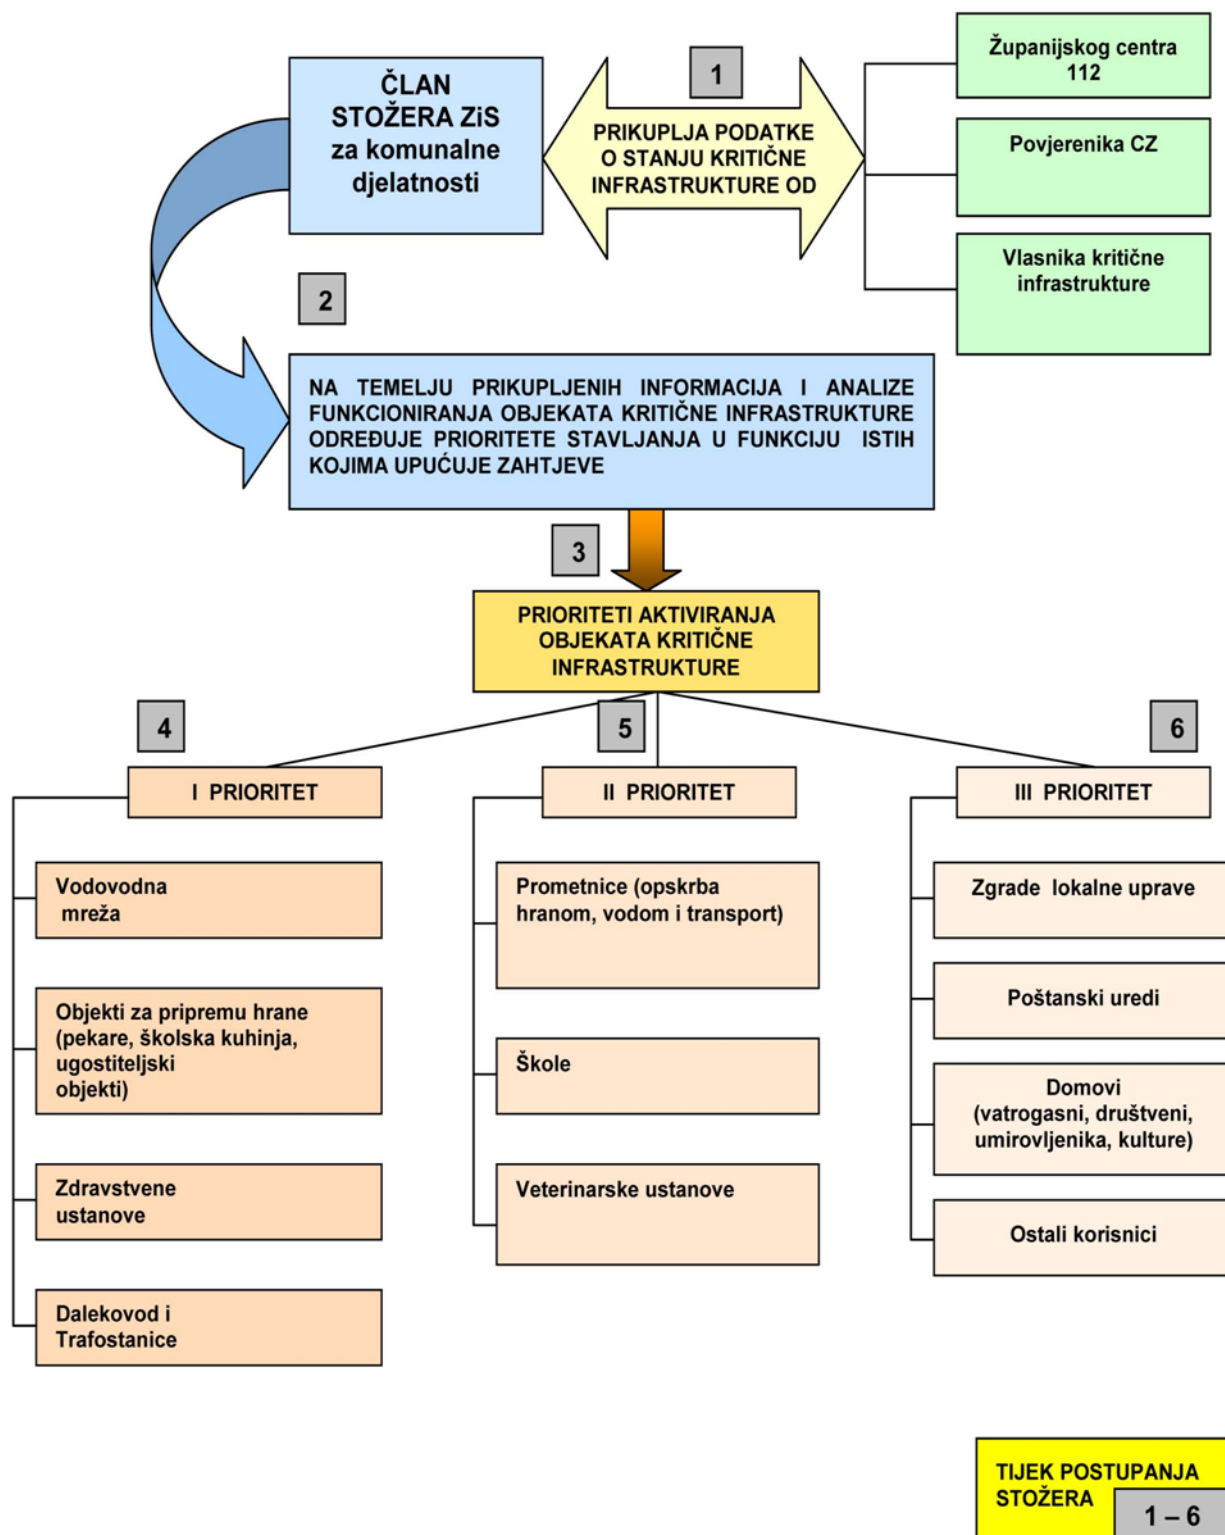 ČLAN
STOŽERA ZiS
za komunalne
djelatnosti
1
PRIKUPLJA PODATKE
O STANJU KRITIČNE
INFRASTRUKTURE OD
Županijskog centra
112
Povjerenika CZ
Vlasnika kritične
infrastrukture
2
NA TEMELJU PRIKUPLJENIH INFORMACIJA I ANALIZE
FUNKCIONIRANJA OBJEKATA KRITIČNE INFRASTRUKTURE
ODREĐUJE PRIORITETE STAVLJANJA U FUNKCIJU ISTIH
KOJIMA UPUĆUJE ZAHTJEVE
3
PRIORITETI AKTIVIRANJA
OBJEKATA KRITIČNE
INFRASTRUKTURE
4
I PRIORITET
Vodovodna
mreža
Objekti za pripremu hrane
(pekare, školska kuhinja,
ugostiteljski
objekti)
Zdravstvene
ustanove
Dalekovod i
Trafostanice
5
II PRIORITET
Prometnice (opskrba
hranom, vodom i transport)
Škole
Veterinarske ustanove
6
III PRIORITET
Zgrade lokalne uprave
Poštanski uredi
Domovi
(vatrogasni, društveni,
umirovljenika, kulture)
Ostali korisnici
TIJEK POSTUPANJA
STOŽERA
1 – 6